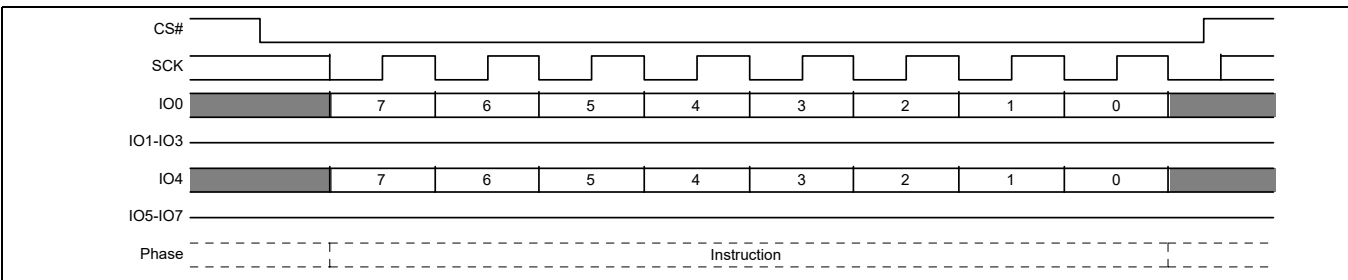 CS#
SCK
IO0 7 6 5 4 3 2 1 0
IO1-IO3
IO4 7 6 5 4 3 2 1 0
IO5-IO7
Phase Instruction